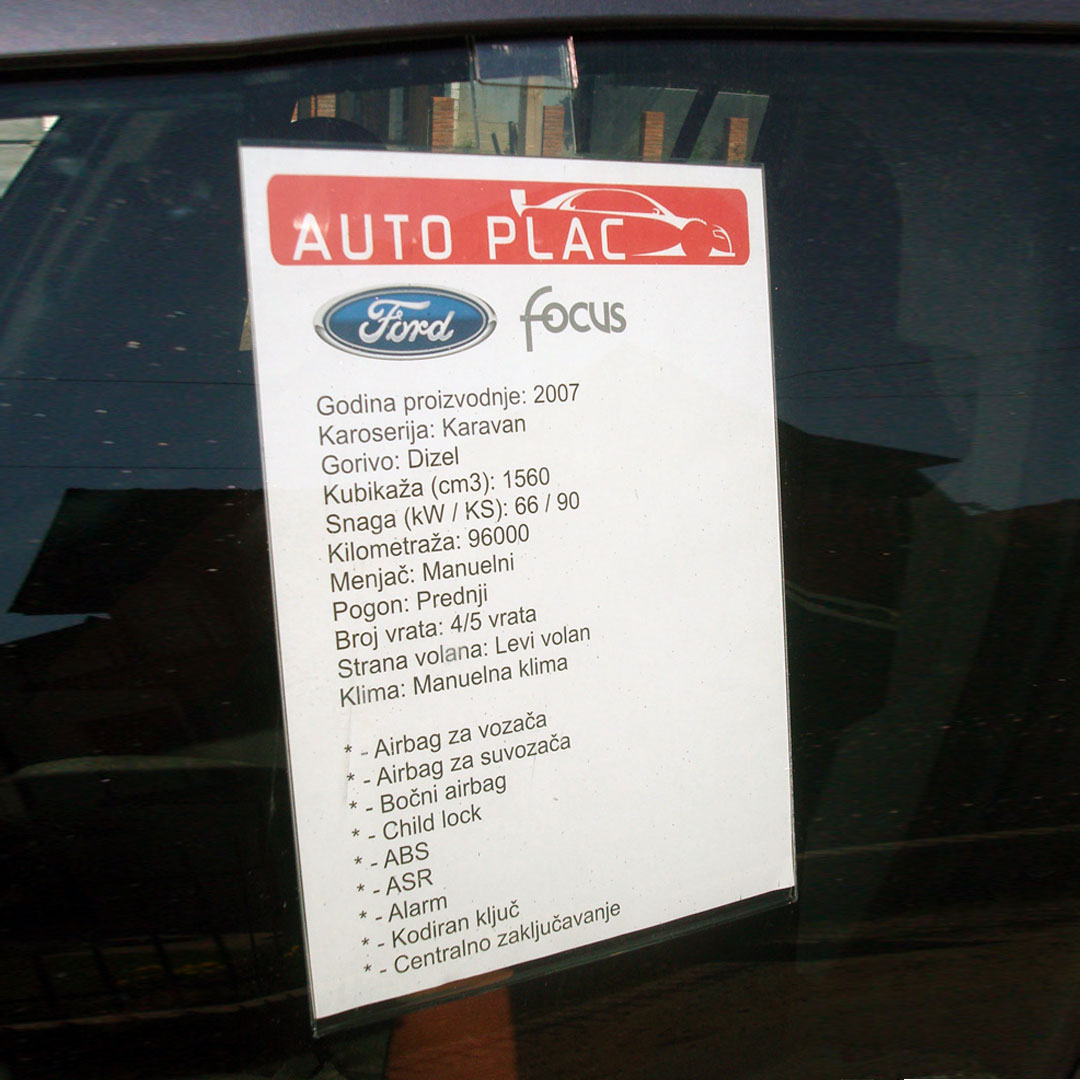 AUTO PLAC
Ford focus
Godina proizvodnje: 2007
Karoserija: Karavan
Gorivo: Dizel
Kubikaža (cm3): 1560
Snaga (kW / KS): 66 / 90
Kilometraža: 96000
Menjač: Manuelni
Pogon: Prednji
Broj vrata: 4/5 vrata
Strana volana: Levi volan
Klima: Manuelna klima
* - Airbag za vozača
* - Airbag za suvozača
* - Bočni airbag
* - Child lock
* - ABS
* - ASR
* - Alarm
* - Kodiran ključ
* - Centralno zaključavanje